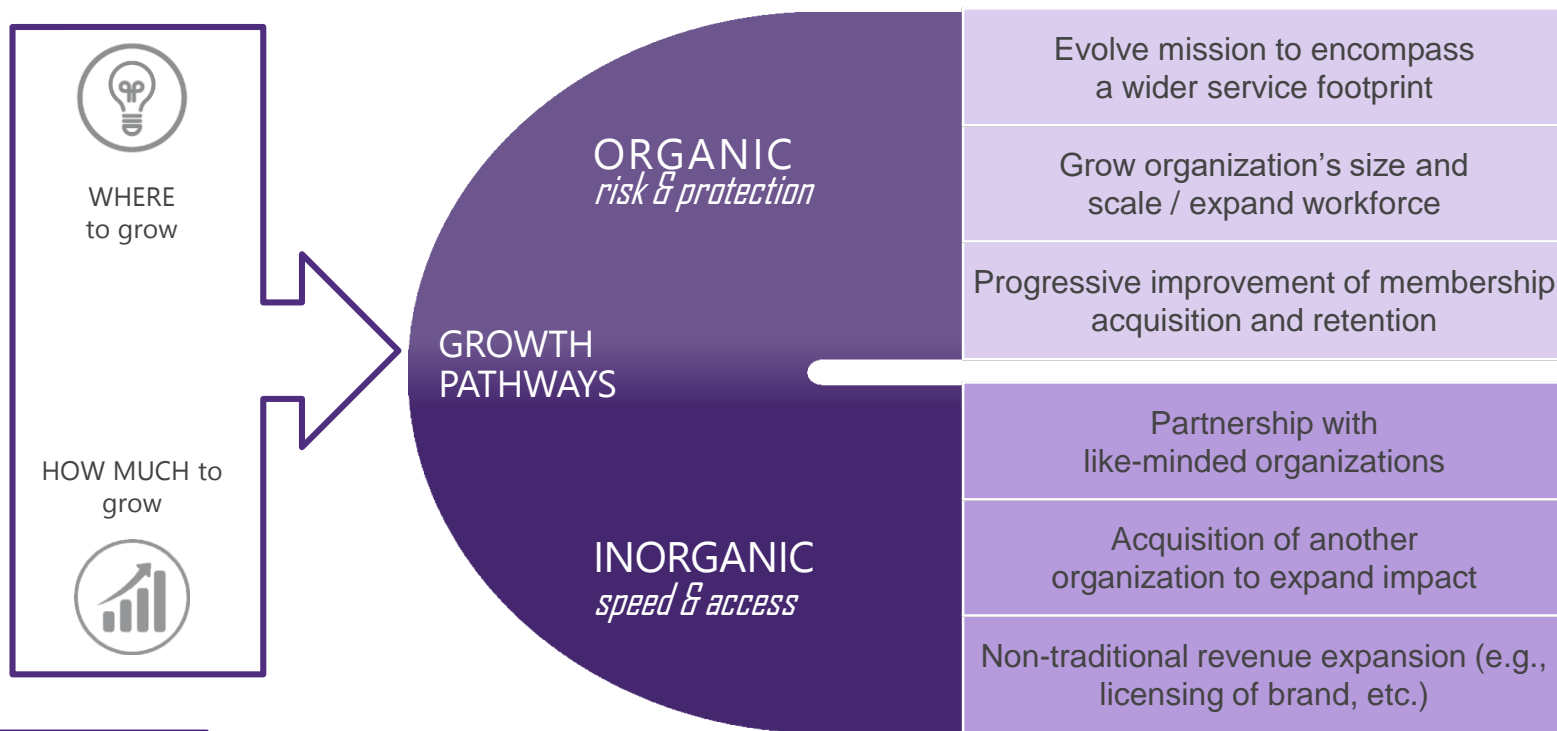 WHERE
to grow
HOW MUCH to
grow
GROWTH
PATHWAYS
ORGANIC
risk & protection
Evolve mission to encompass
a wider service footprint
Grow organization’s size and
scale / expand workforce
Progressive improvement of membership
acquisition and retention
INORGANIC
speed & access
Partnership with
like-minded organizations
Acquisition of another
organization to expand impact
Non-traditional revenue expansion (e.g.,
licensing of brand, etc.)